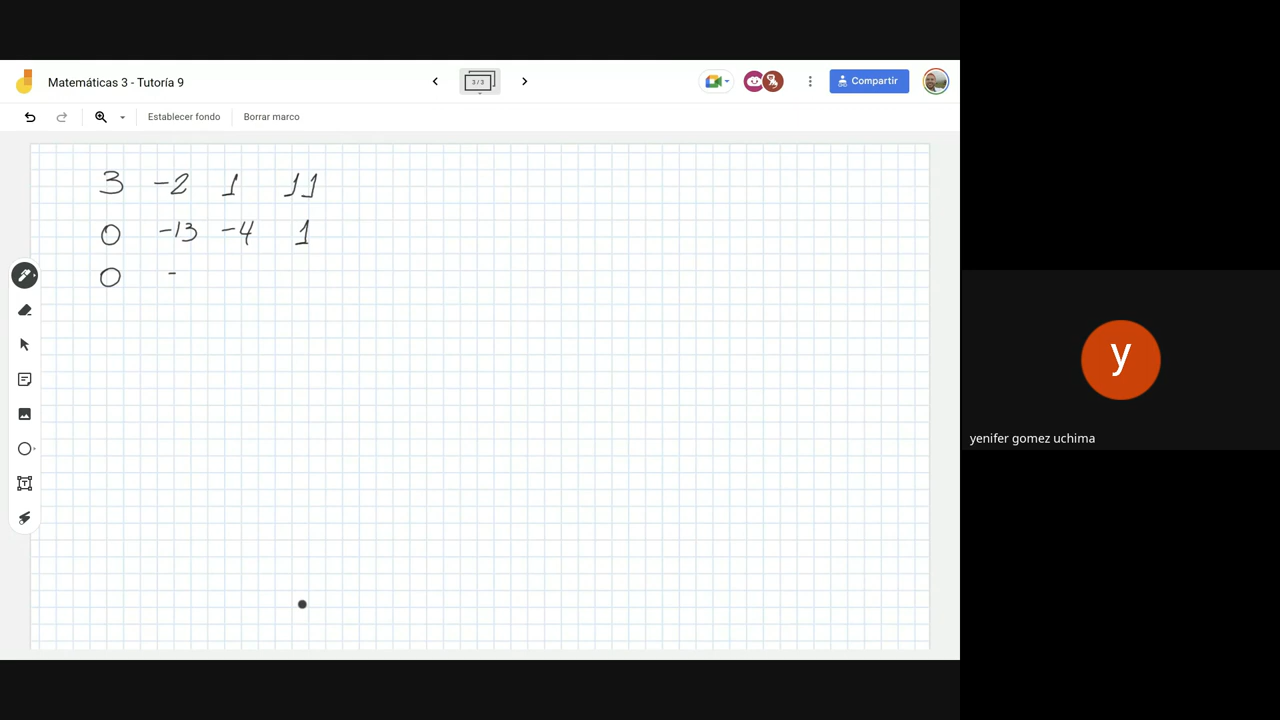 Matemáticas 3 - Tutoría 9
3 / 3
Compartir
Establecer fondo
Borrar marco
3 -2 1 11
0 -13 -4 1
0 -
y
yenifer gomez uchima